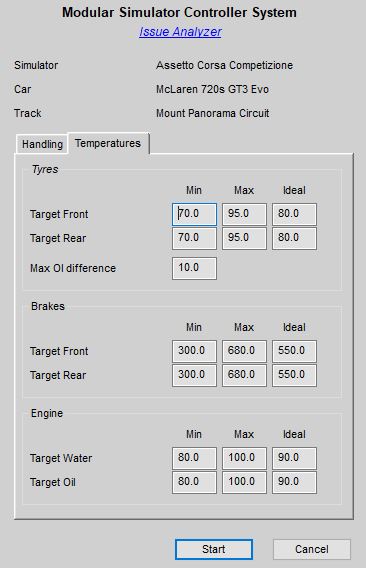 Modular Simulator Controller System
Issue Analyzer
Simulator Assetto Corsa Competizione
Car McLaren 720s GT3 Evo
Track Mount Panorama Circuit
Handling Temperatures
Tyres
Min Max Ideal
Target Front 70.0 95.0 80.0
Target Rear 70.0 95.0 80.0
Max OI difference 10.0
Brakes
Min Max Ideal
Target Front 300.0 680.0 550.0
Target Rear 300.0 680.0 550.0
Engine
Min Max Ideal
Target Water 80.0 100.0 90.0
Target Oil 80.0 100.0 90.0
Start Cancel